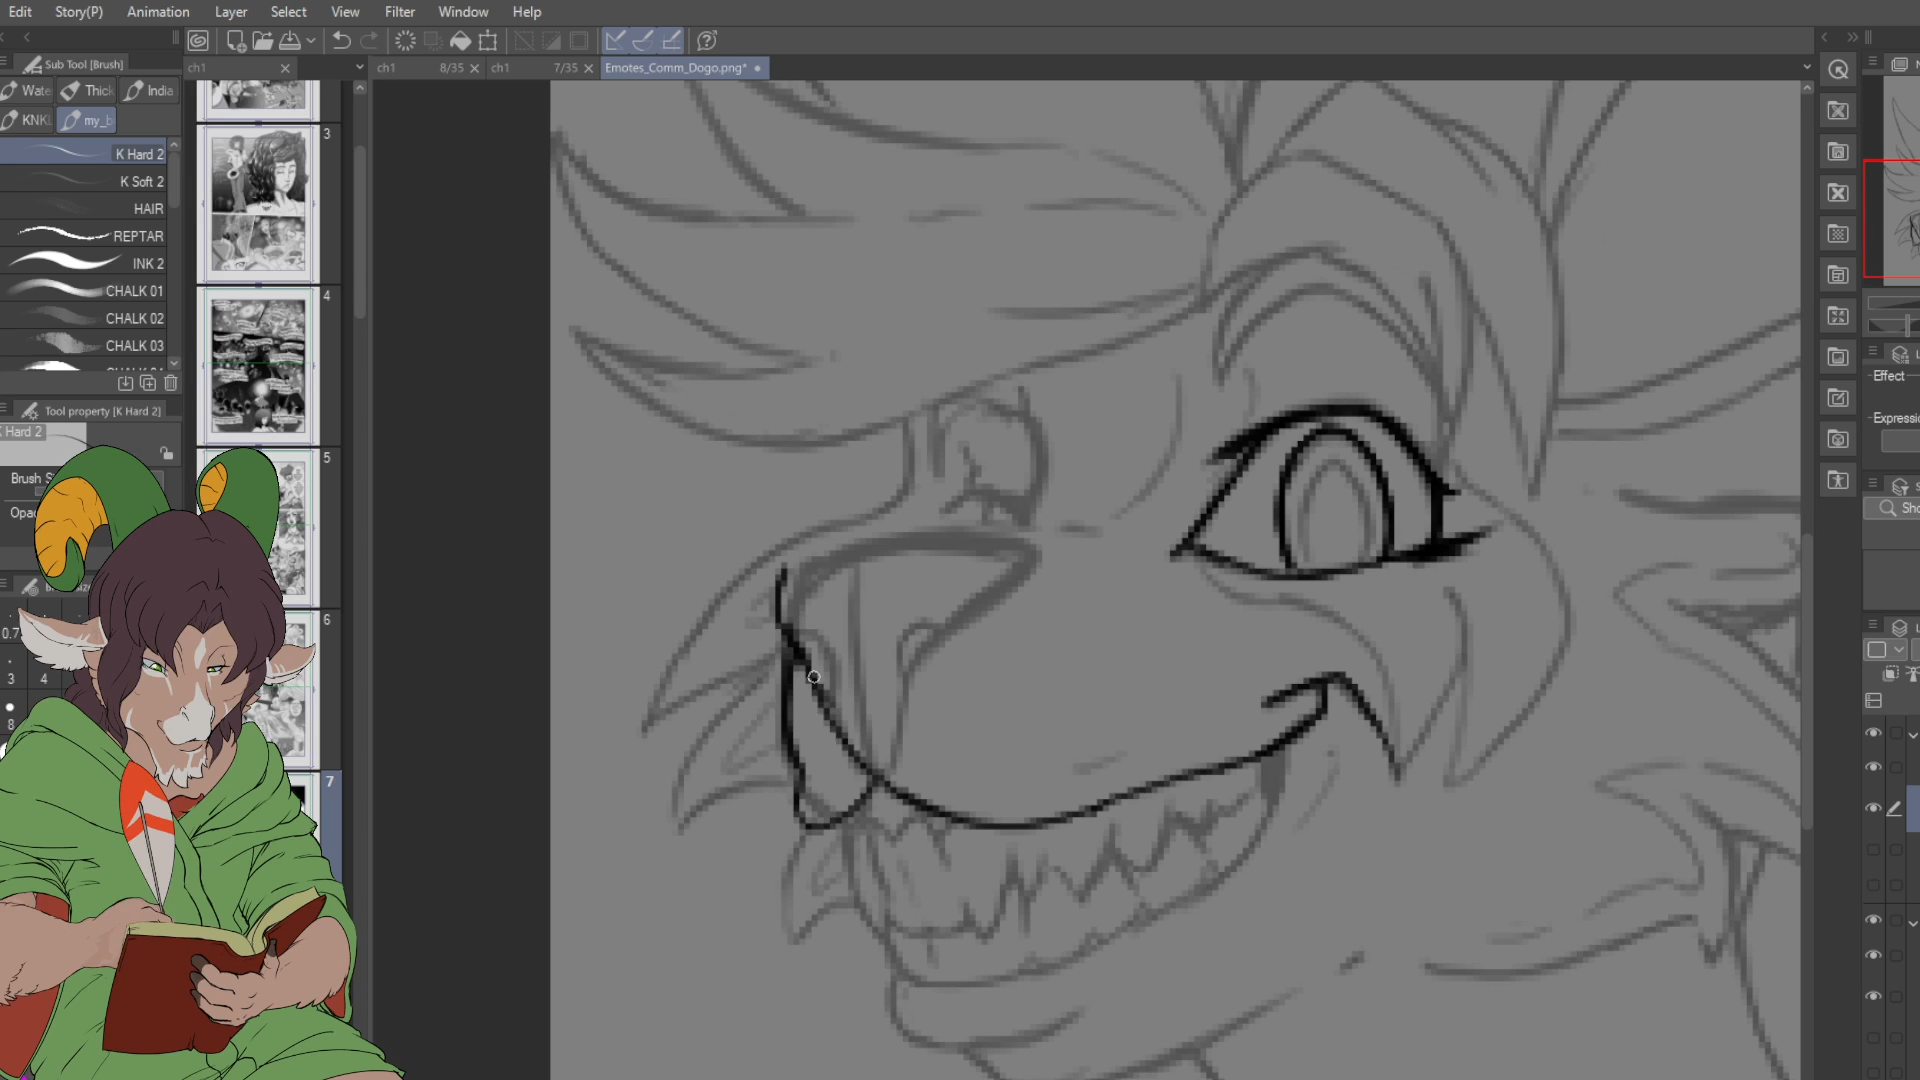 Edit Story(P) Animation Layer Select View Filter Window Help
Sub Tool [Brush]
ch1 ch1 8/35 ch1 7/35 Emotes_Comm_Dogo.png*
Wate Thick India
KNKL my_b
K Hard 2
K Soft 2
HAIR
REPTAR
INK 2
CHALK 01
CHALK 02
CHALK 03
3
4
5
6
7
Tool property [K Hard 2]
K Hard 2
Brush S
Opac
0.7
3 4
8
Effect
Expression
Sho